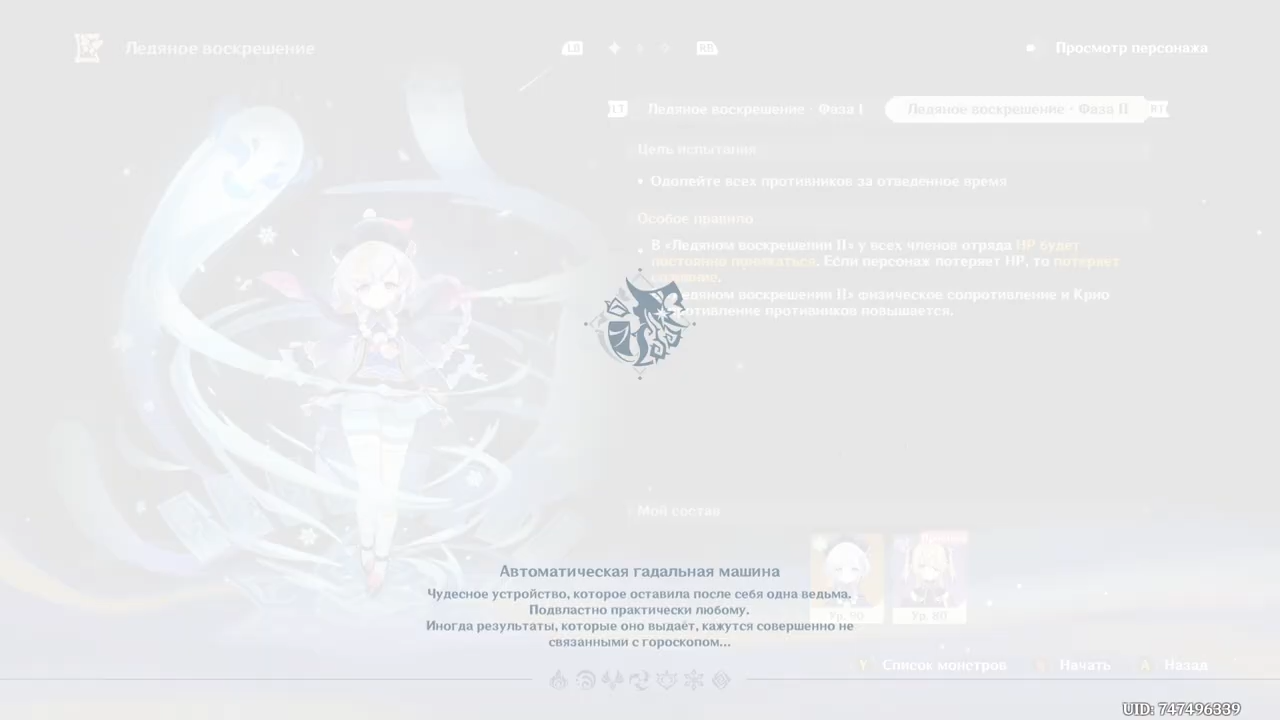 Ледяное воскрешение
LB
RB
Просмотр персонажа
LT
Ледяное воскрешение · Фаза I
Ледяное воскрешение · Фаза II
RT
Цель испытания
• Одолейте всех противников за отведенное время
Особое правило
• В «Ледяном воскрешении II» у всех членов отряда HP будет
постоянно понижаться. Если персонаж потеряет HP, то потеряет
сознание.
«Ледяном воскрешении II» физическое сопротивление и Крио
сопротивление противников повышается.
Мой состав
Автоматическая гадальная машина
Чудесное устройство, которое оставила после себя одна ведьма.
Подвластно практически любому.
Иногда результаты, которые оно выдаёт, кажутся совершенно не
связанными с гороскопом...
Ур. 90
Ур. 80
Y Список монстров
Начать
A Назад
UID: 747496339